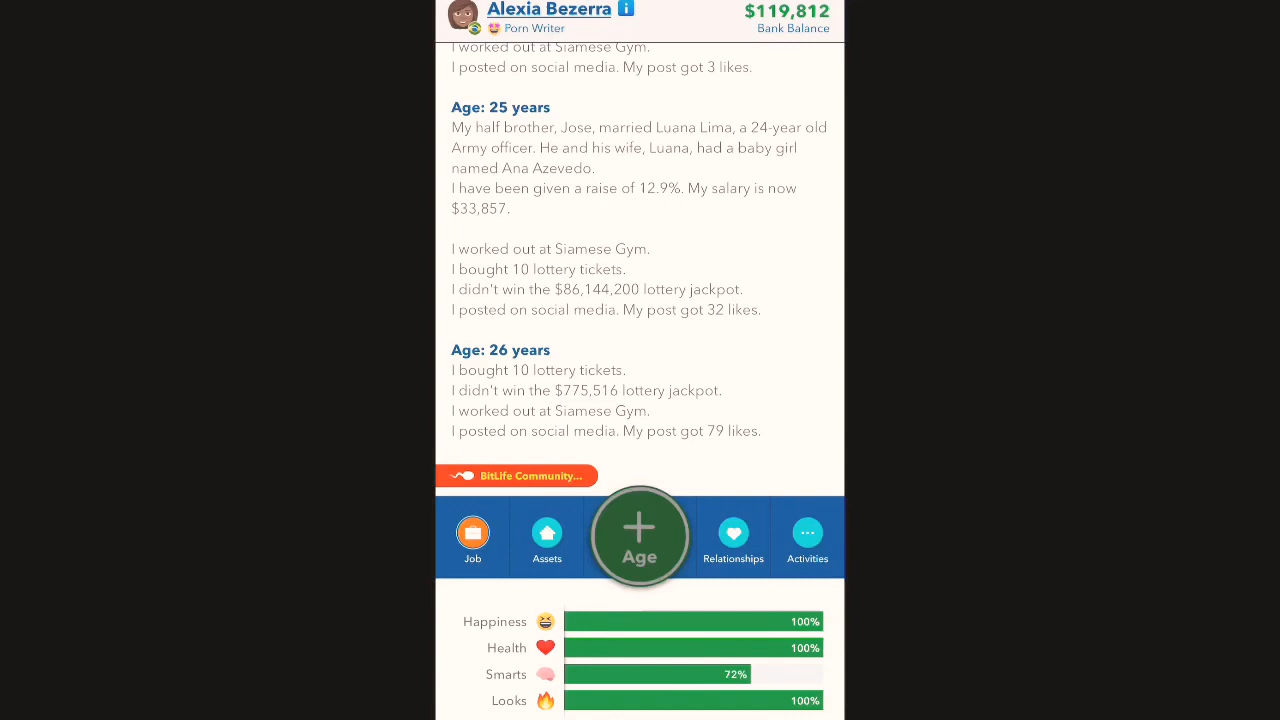 Alexia Bezerra
$119,812
Porn Writer
Bank Balance
I worked out at Siamese Gym.
I posted on social media. My post got 3 likes.
Age: 25 years
My half brother, Jose, married Luana Lima, a 24-year old
Army officer. He and his wife, Luana, had a baby girl
named Ana Azevedo.
I have been given a raise of 12.9%. My salary is now
$33,857.
I worked out at Siamese Gym.
I bought 10 lottery tickets.
I didn't win the $86,144,200 lottery jackpot.
I posted on social media. My post got 32 likes.
Age: 26 years
I bought 10 lottery tickets.
I didn't win the $775,516 lottery jackpot.
I worked out at Siamese Gym.
I posted on social media. My post got 79 likes.
BitLife Community...
Job
Assets
Age
Relationships
Activities
Happiness 100%
Health 100%
Smarts 72%
Looks 100%